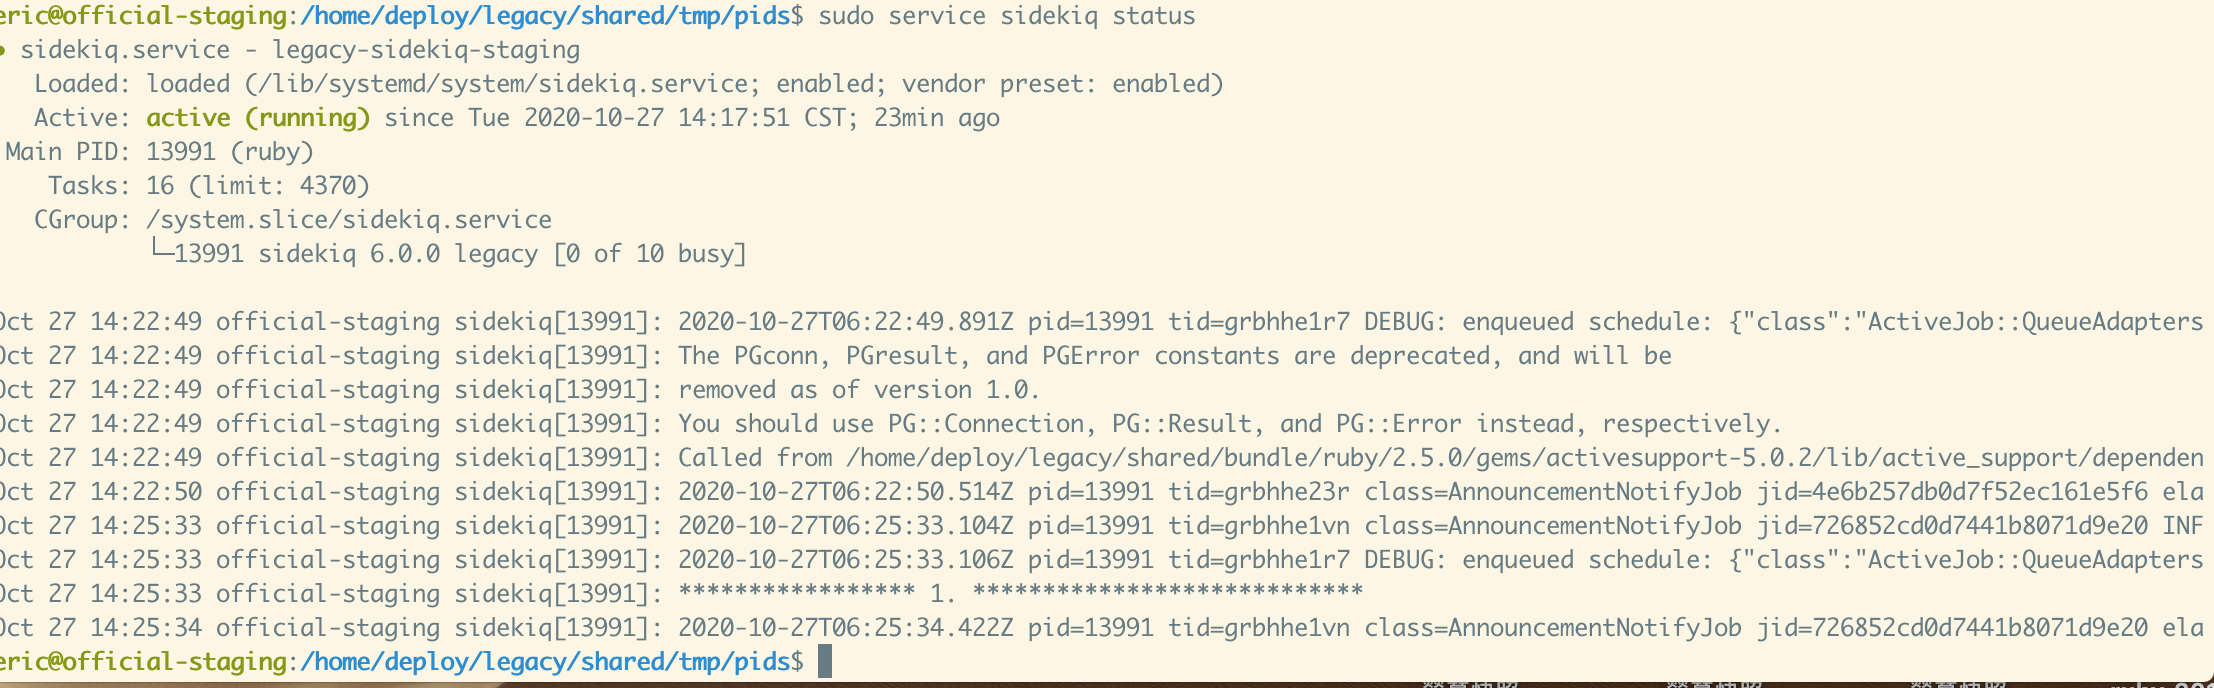 eric@official-staging:/home/deploy/legacy/shared/tmp/pids$ sudo service sidekiq status
● sidekiq.service - legacy-sidekiq-staging
Loaded: loaded (/lib/systemd/system/sidekiq.service; enabled; vendor preset: enabled)
Active: active (running) since Tue 2020-10-27 14:17:51 CST; 23min ago
Main PID: 13991 (ruby)
Tasks: 16 (limit: 4370)
CGroup: /system.slice/sidekiq.service
└─13991 sidekiq 6.0.0 legacy [0 of 10 busy]
Oct 27 14:22:49 official-staging sidekiq[13991]: 2020-10-27T06:22:49.891Z pid=13991 tid=grbhhe1r7 DEBUG: enqueued schedule: {"class":"ActiveJob::QueueAdapters
Oct 27 14:22:49 official-staging sidekiq[13991]: The PGconn, PGresult, and PGError constants are deprecated, and will be
Oct 27 14:22:49 official-staging sidekiq[13991]: removed as of version 1.0.
Oct 27 14:22:49 official-staging sidekiq[13991]: You should use PG::Connection, PG::Result, and PG::Error instead, respectively.
Oct 27 14:22:49 official-staging sidekiq[13991]: Called from /home/deploy/legacy/shared/bundle/ruby/2.5.0/gems/activesupport-5.0.2/lib/active_support/dependen
Oct 27 14:22:50 official-staging sidekiq[13991]: 2020-10-27T06:22:50.514Z pid=13991 tid=grbhhe23r class=AnnouncementNotifyJob jid=4e6b257db0d7f52ec161e5f6 ela
Oct 27 14:25:33 official-staging sidekiq[13991]: 2020-10-27T06:25:33.104Z pid=13991 tid=grbhhe1vn class=AnnouncementNotifyJob jid=726852cd0d7441b8071d9e20 INF
Oct 27 14:25:33 official-staging sidekiq[13991]: 2020-10-27T06:25:33.106Z pid=13991 tid=grbhhe1r7 DEBUG: enqueued schedule: {"class":"ActiveJob::QueueAdapters
Oct 27 14:25:33 official-staging sidekiq[13991]: ***************** 1. ****************************
Oct 27 14:25:34 official-staging sidekiq[13991]: 2020-10-27T06:25:34.422Z pid=13991 tid=grbhhe1vn class=AnnouncementNotifyJob jid=726852cd0d7441b8071d9e20 ela
eric@official-staging:/home/deploy/legacy/shared/tmp/pids$